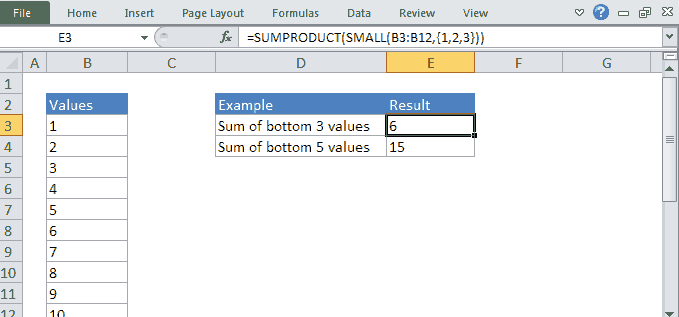 File Home Insert Page Layout Formulas Data Review View
E3 fx =SUMPRODUCT(SMALL(B3:B12,{1,2,3}))
A B C D E F G
1
2 Values Example Result
3 1 Sum of bottom 3 values 6
4 2 Sum of bottom 5 values 15
5 3
6 4
7 5
8 6
9 7
10 8
11 9
12 10